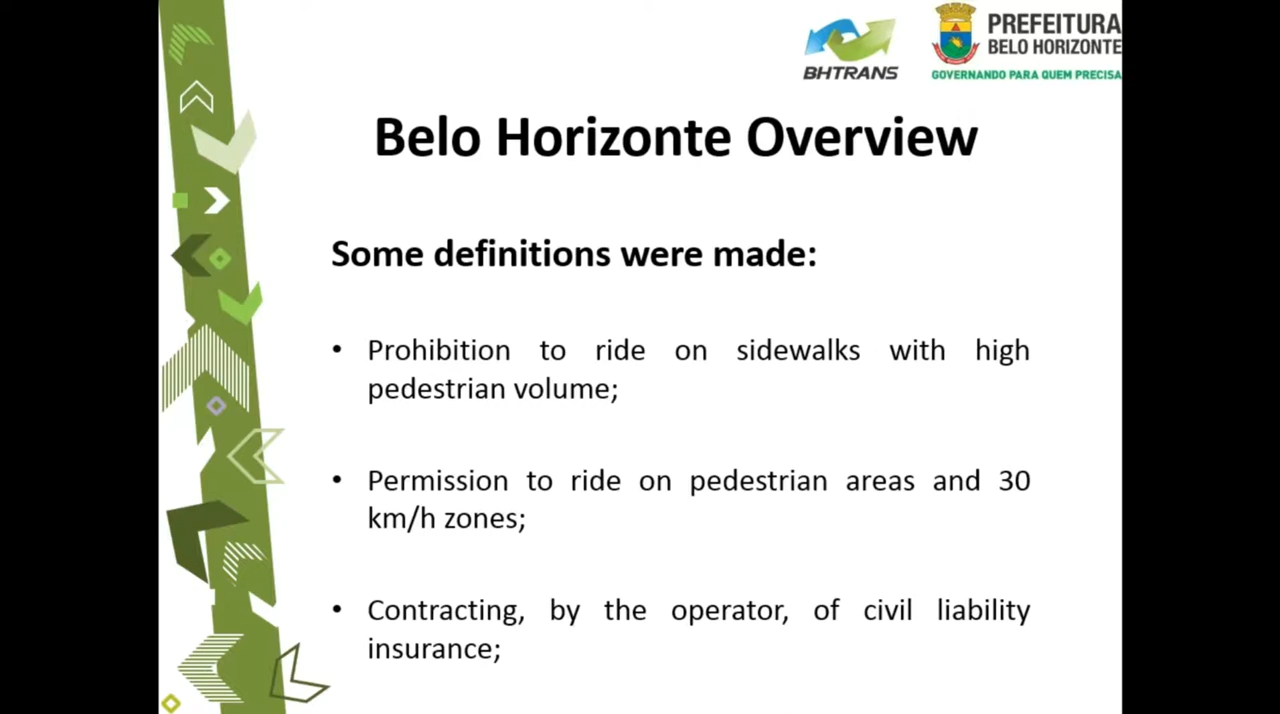 BHTRANS
PREFEITURA
BELO HORIZONTE
GOVERNANDO PARA QUEM PRECISA
Belo Horizonte Overview
Some definitions were made:
• Prohibition to ride on sidewalks with high
pedestrian volume;
• Permission to ride on pedestrian areas and 30
km/h zones;
• Contracting, by the operator, of civil liability
insurance;